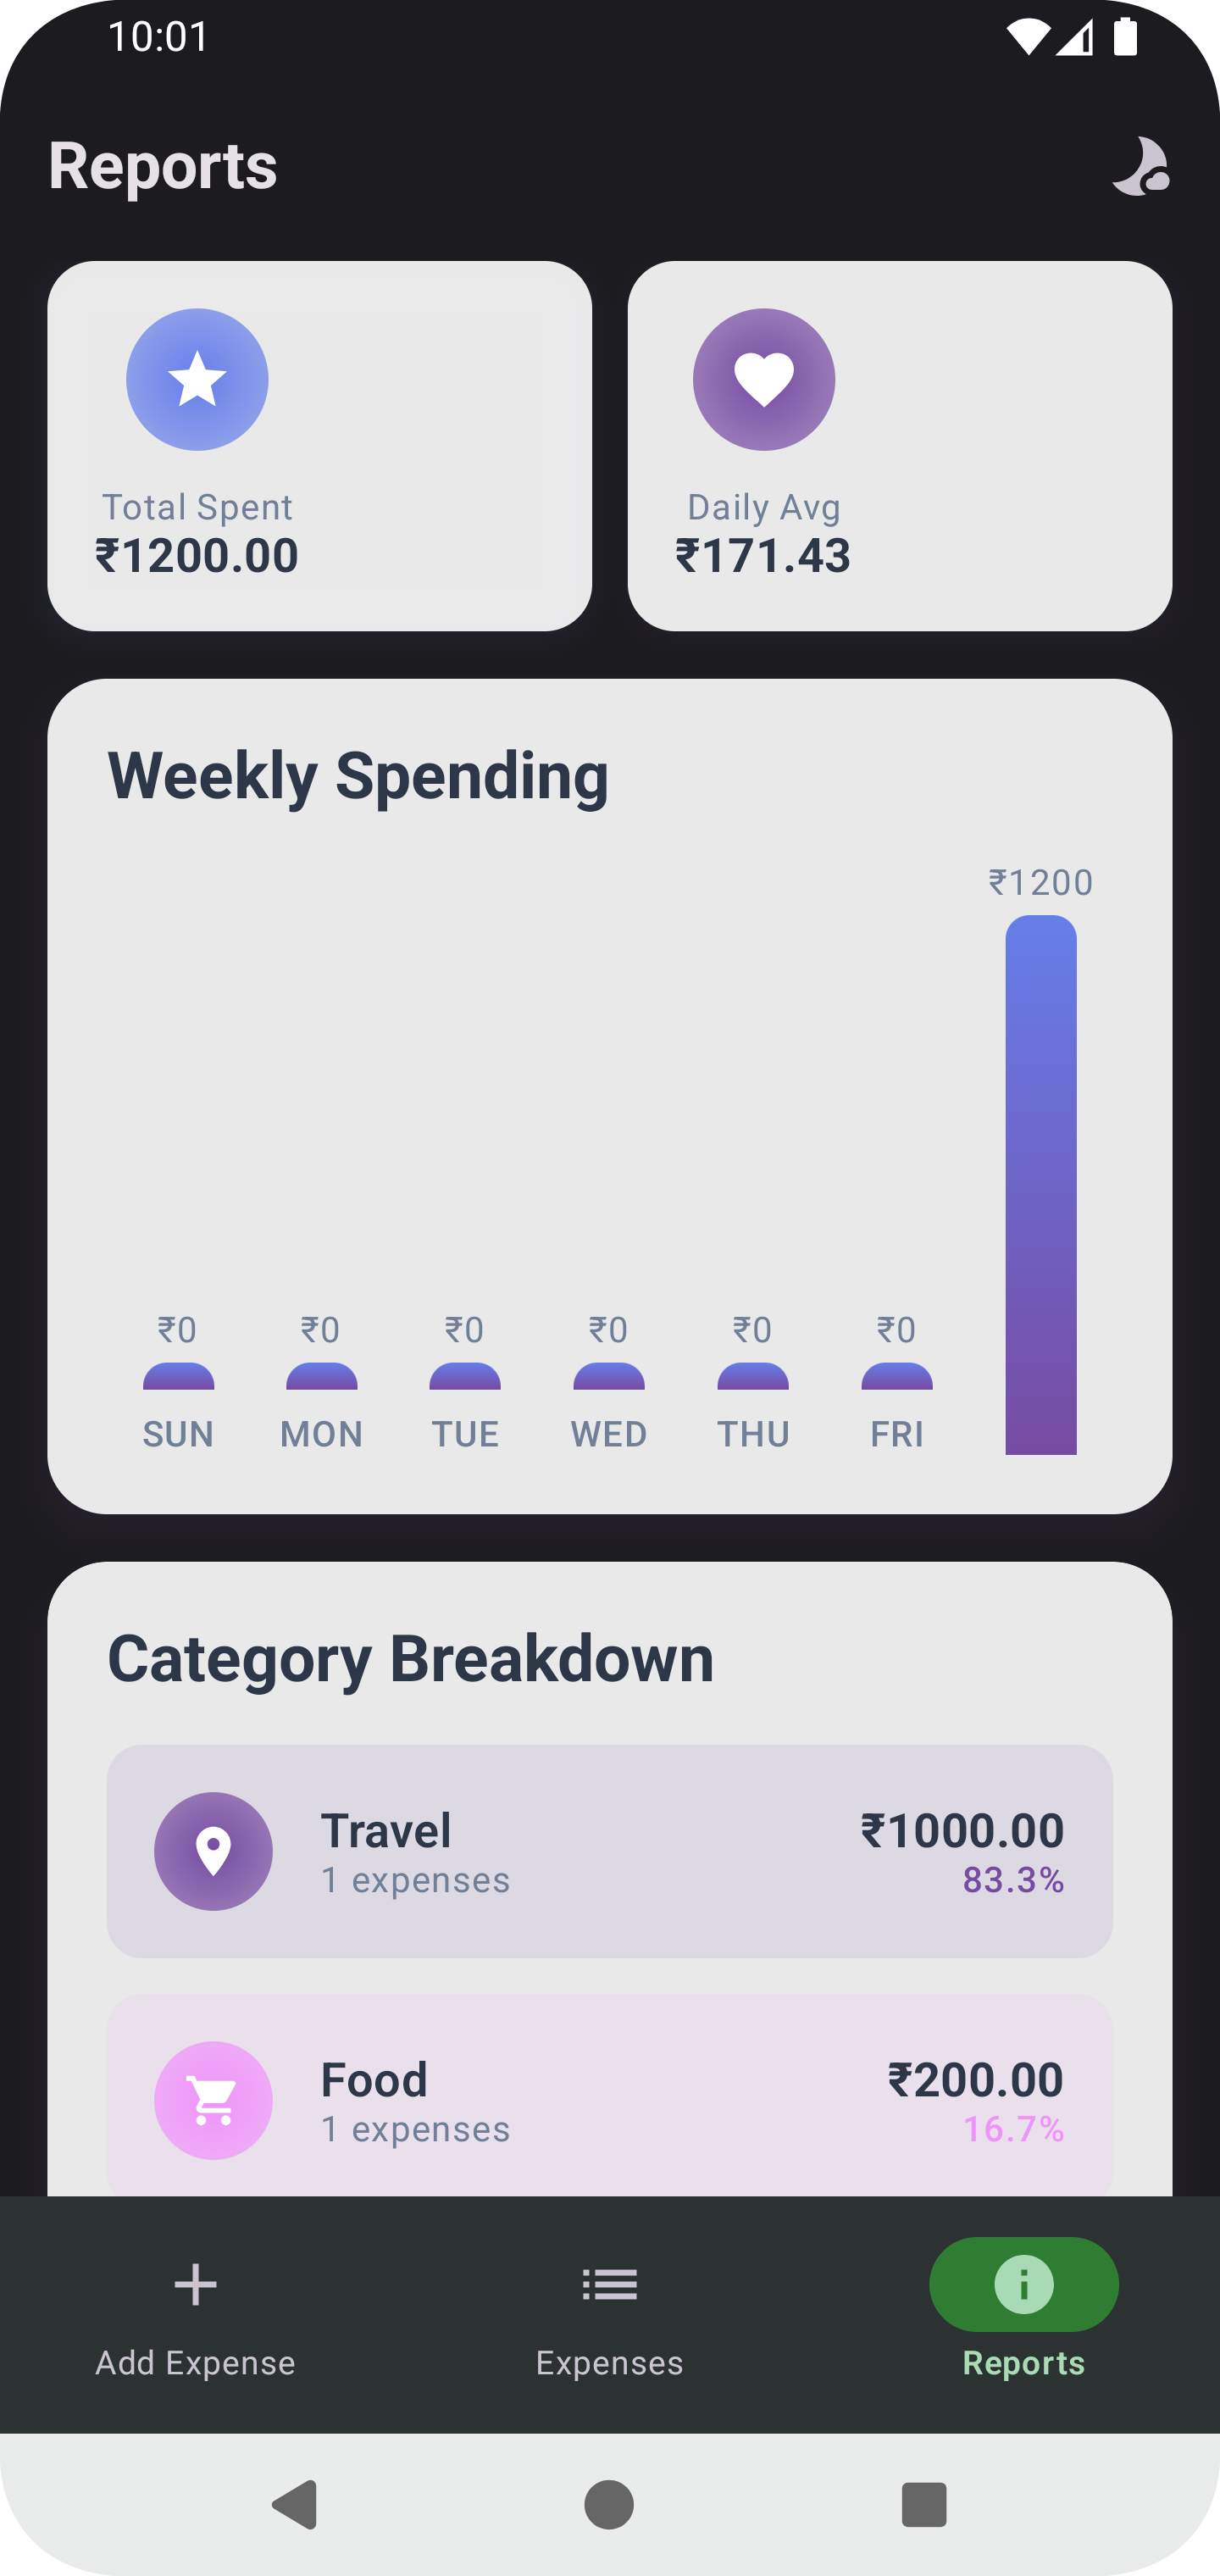 10:01
Reports
Total Spent
₹1200.00
Daily Avg
₹171.43
Weekly Spending
₹1200
₹0 ₹0 ₹0 ₹0 ₹0 ₹0
SUN MON TUE WED THU FRI
Category Breakdown
Travel ₹1000.00
1 expenses 83.3%
Food ₹200.00
1 expenses 16.7%
Add Expense Expenses Reports